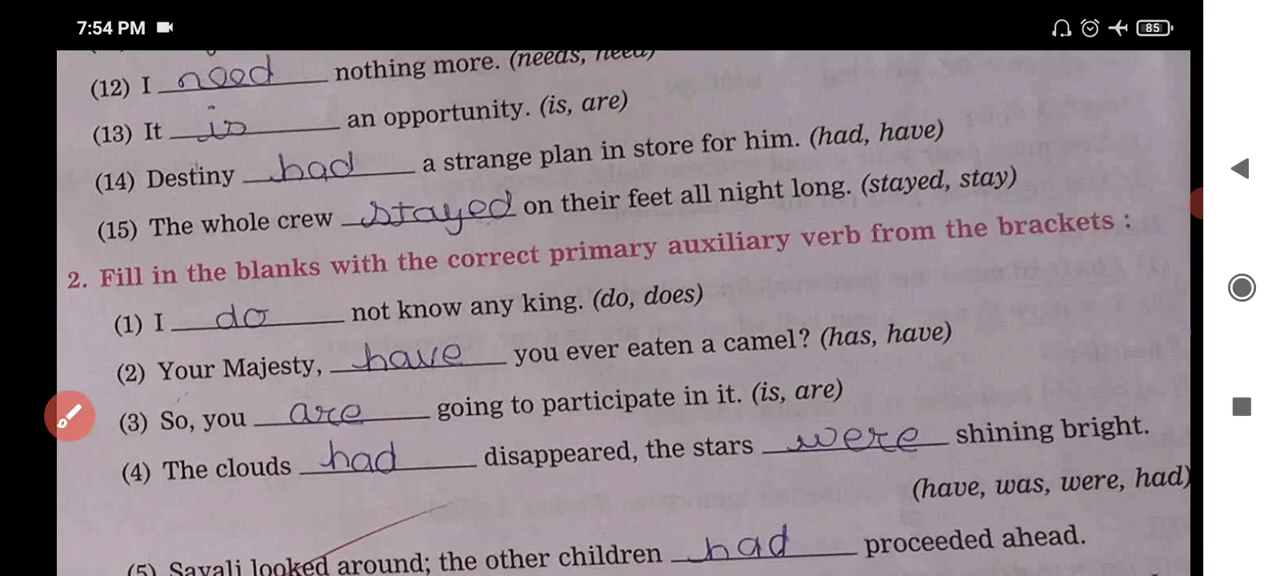 7:54 PM
85
(12) I need nothing more. (needs, need)
(13) It is an opportunity. (is, are)
(14) Destiny had a strange plan in store for him. (had, have)
(15) The whole crew stayed on their feet all night long. (stayed, stay)
2. Fill in the blanks with the correct primary auxiliary verb from the brackets :
(1) I do not know any king. (do, does)
(2) Your Majesty, have you ever eaten a camel? (has, have)
(3) So, you are going to participate in it. (is, are)
(4) The clouds had disappeared, the stars were shining bright.
(have, was, were, had)
(5) Sayali looked around; the other children had proceeded ahead.